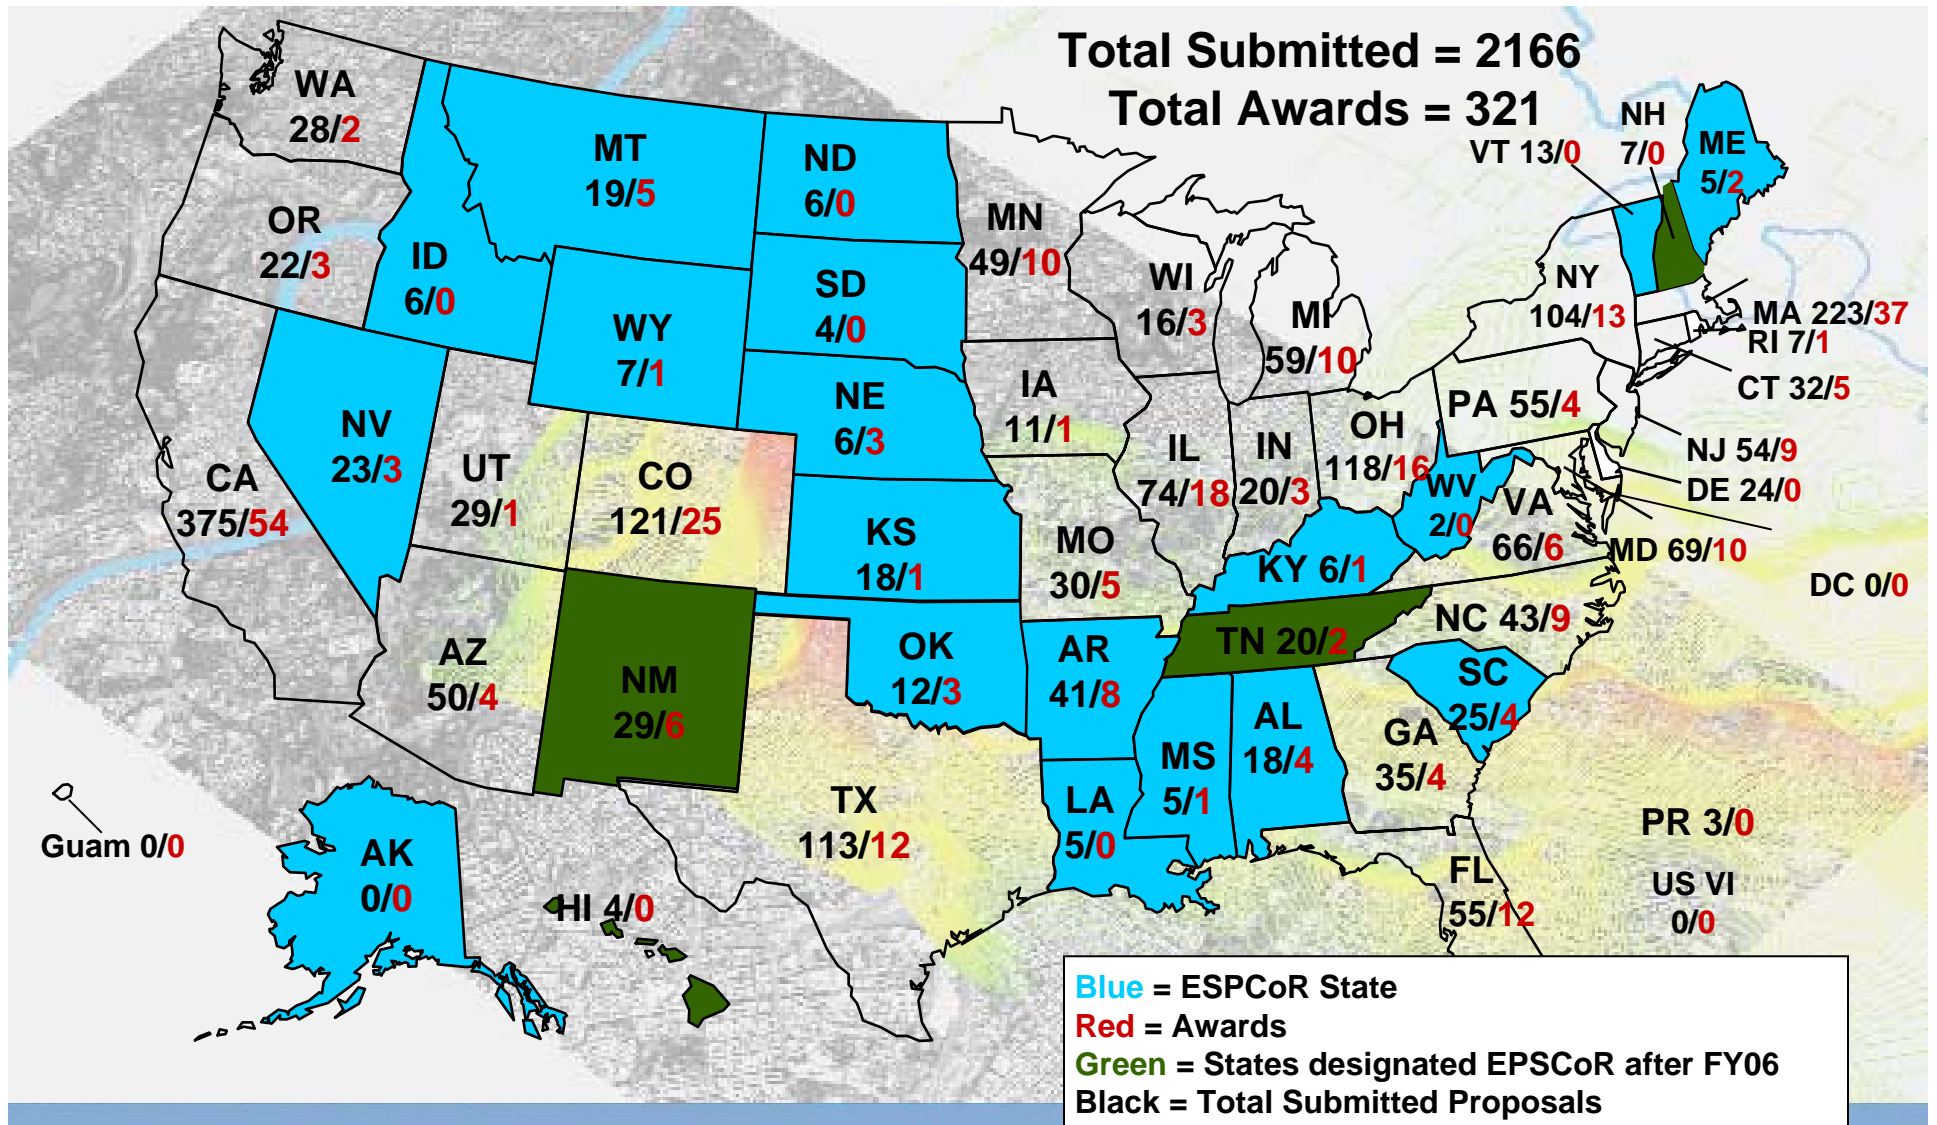 Total Submitted = 2166
Total Awards = 321
WA
28/2
OR
22/3
ID
6/0
MT
19/5
ND
6/0
MN
49/10
VT 13/0
NH
7/0
ME
5/2
WY
7/1
SD
4/0
WI
16/3
MI
59/10
NY
104/13
MA 223/37
RI 7/1
CT 32/5
CA
375/54
NV
23/3
UT
29/1
CO
121/25
NE
6/3
IA
11/1
IL
74/18
IN
20/3
OH
118/16
PA 55/4
NJ 54/9
DE 24/0
WV
2/0
VA
66/6
MD 69/10
DC 0/0
KS
18/1
MO
30/5
KY 6/1
AZ
50/4
NM
29/6
OK
12/3
AR
41/8
TN 20/2
NC 43/9
SC
25/4
TX
113/12
LA
5/0
MS
5/1
AL
18/4
GA
35/4
FL
55/12
PR 3/0
US VI
0/0
Guam 0/0
AK
0/0
HI 4/0
Blue = ESPCoR State
Red = Awards
Green = States designated EPSCoR after FY06
Black = Total Submitted Proposals